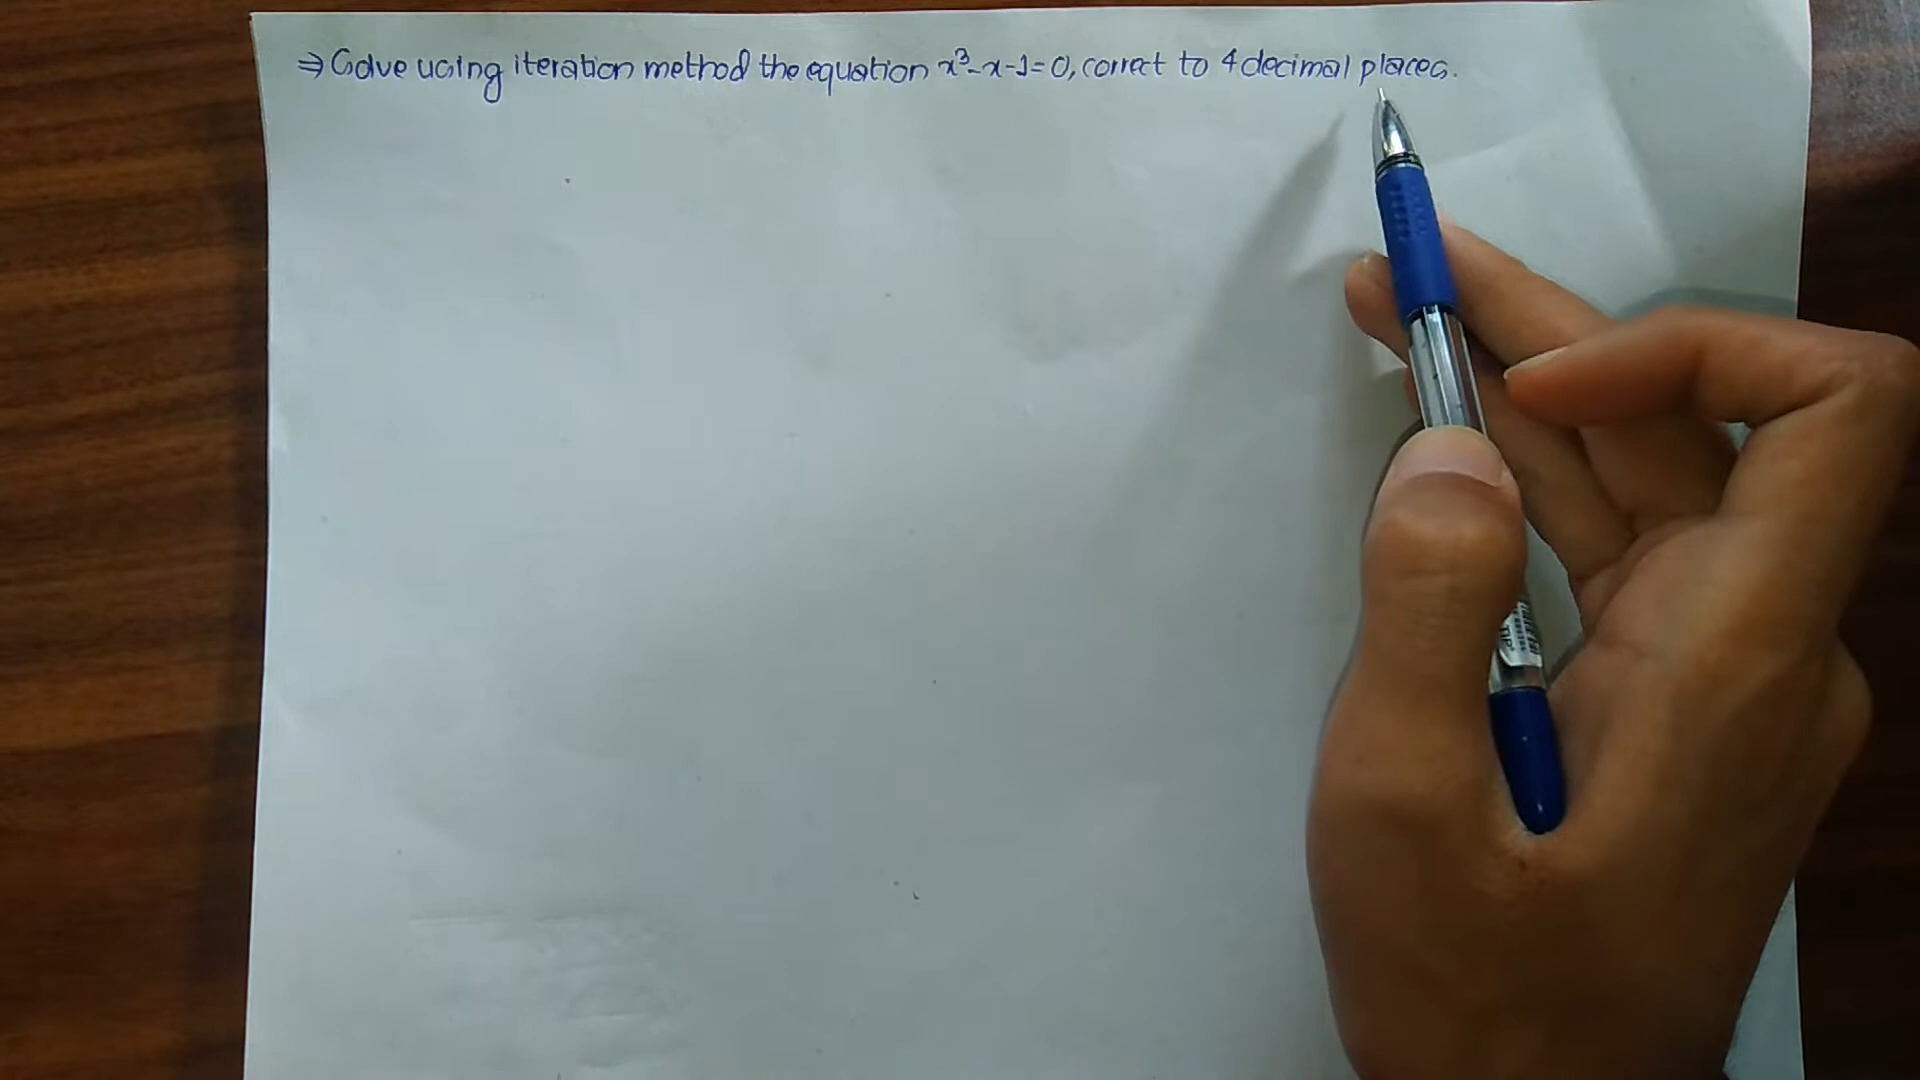 ⇒ Solve using iteration method the equation x³-x-1=0, correct to 4 decimal places.